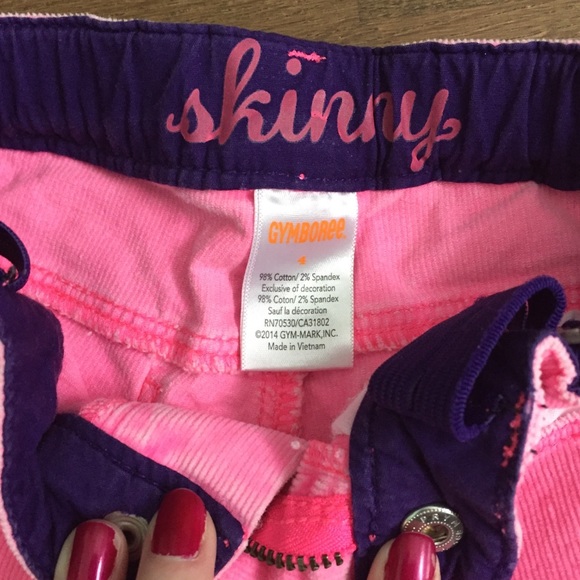 skinny
GYMBOREE
4
98% Cotton/ 2% Spandex
Exclusive of decoration
98% Coton/ 2% Spandex
Sauf la décoration
RN70530/CA31802
©2014 GYM-MARK,INC.
Made in Vietnam